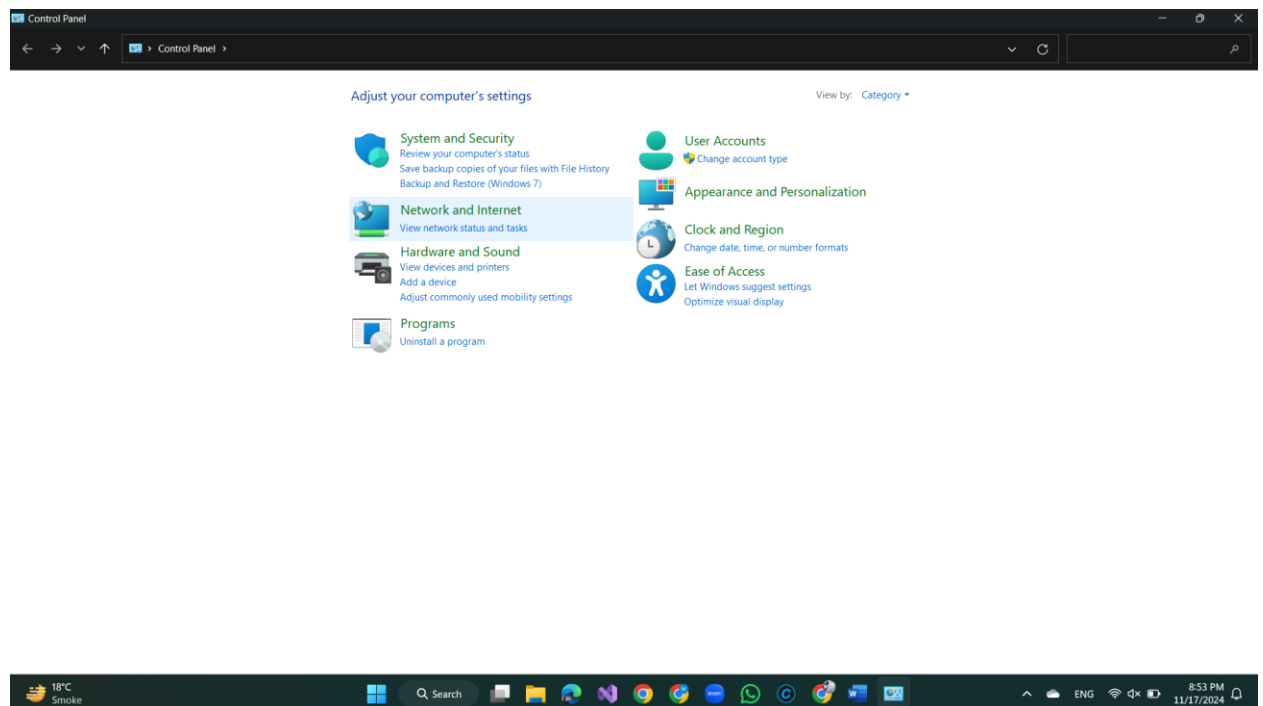 Control Panel
Control Panel
Adjust your computer's settings
View by: Category
System and Security
Review your computer's status
Save backup copies of your files with File History
Backup and Restore (Windows 7)
Network and Internet
View network status and tasks
Hardware and Sound
View devices and printers
Add a device
Adjust commonly used mobility settings
Programs
Uninstall a program
User Accounts
Change account type
Appearance and Personalization
Clock and Region
Change date, time, or number formats
Ease of Access
Let Windows suggest settings
Optimize visual display
18°C
Smoke
Search
zoom
ENG
8:53 PM
11/17/2024